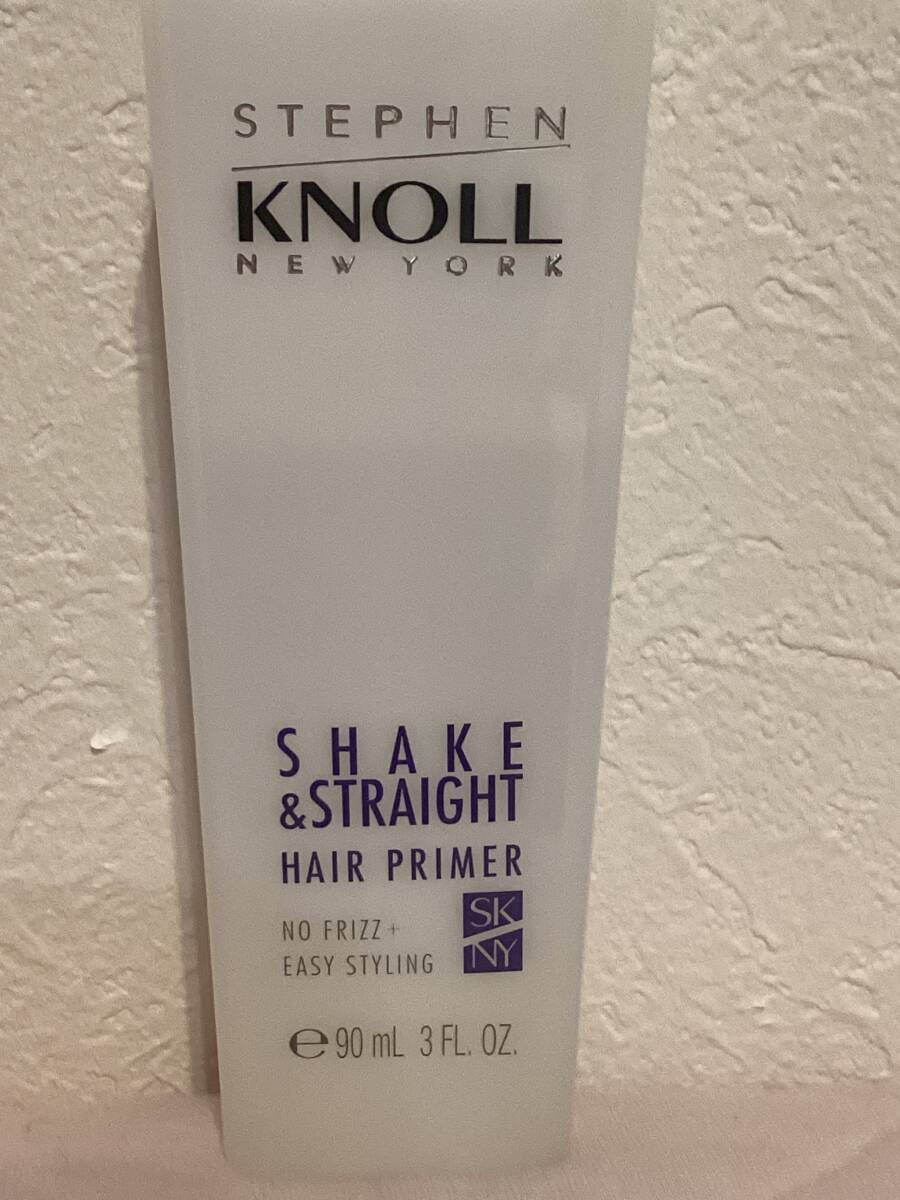 STEPHEN
KNOLL
NEW YORK
SHAKE
&STRAIGHT
HAIR PRIMER
NO FRIZZ+
EASY STYLING
SK
NY
℮ 90 mL 3 FL. OZ.